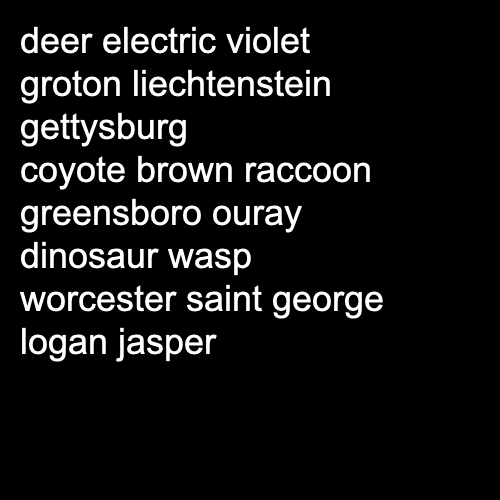 deer electric violet
groton liechtenstein
gettysburg
coyote brown raccoon
greensboro ouray
dinosaur wasp
worcester saint george
logan jasper